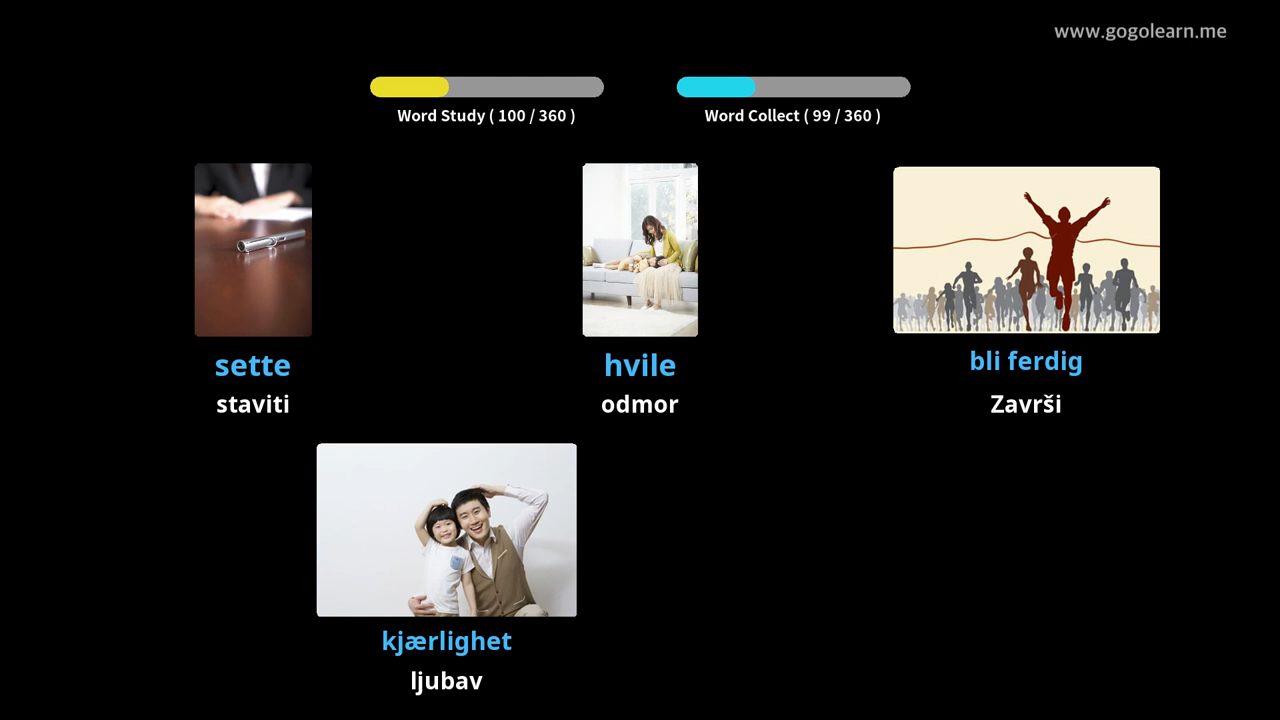 www.gogolearn.me
Word Study ( 100 / 360 )
Word Collect ( 99 / 360 )
sette
staviti
hvile
odmor
bli ferdig
Završi
kjærlighet
ljubav